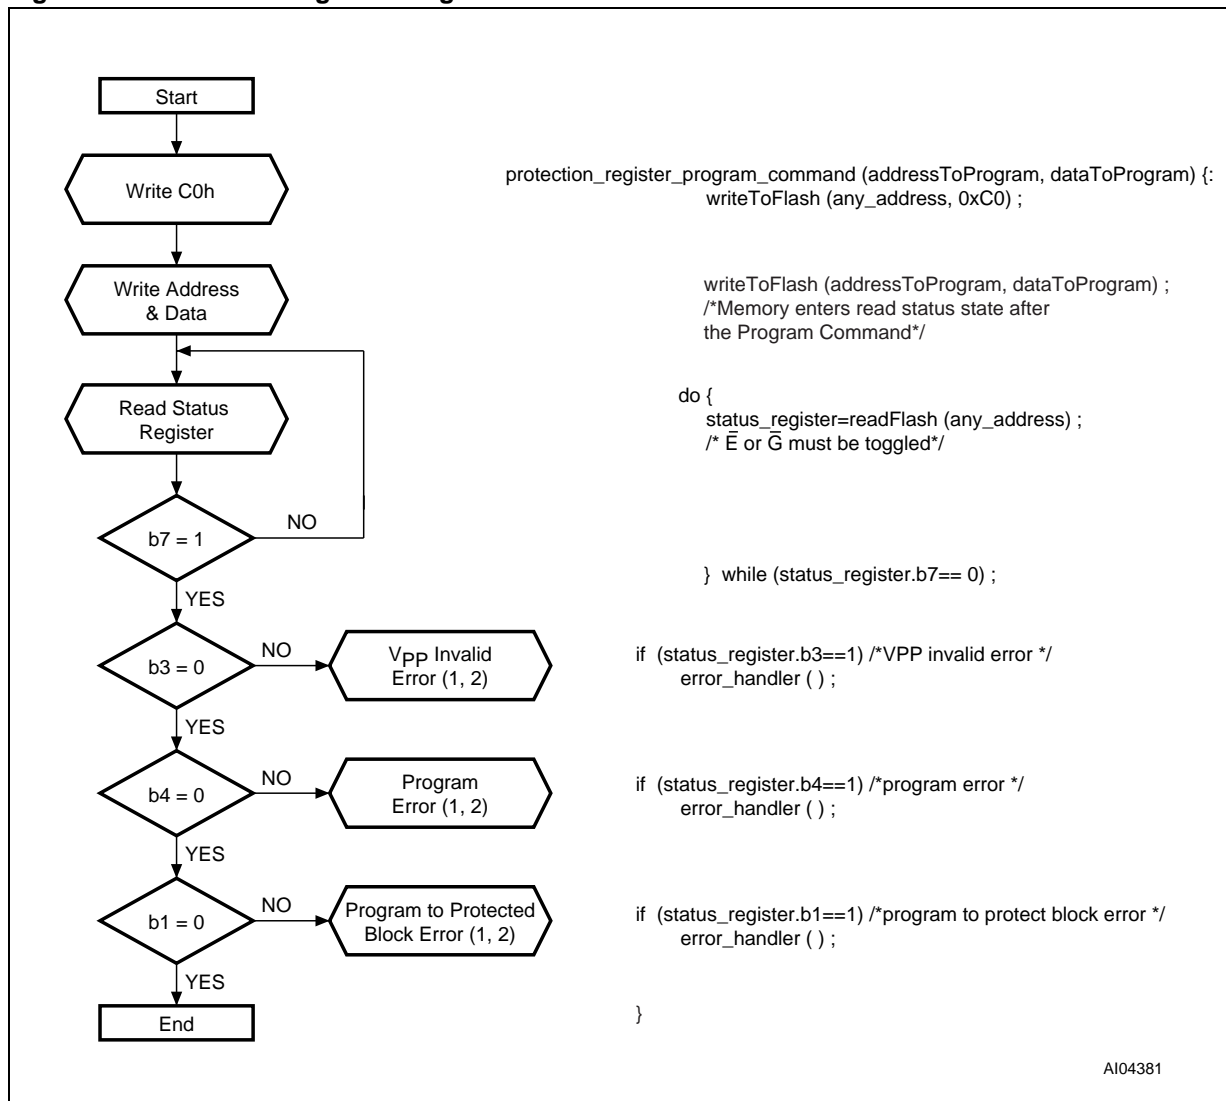 Start
Write C0h
protection_register_program_command (addressToProgram, dataToProgram) {:
writeToFlash (any_address, 0xC0) ;
Write Address
& Data
writeToFlash (addressToProgram, dataToProgram) ;
/*Memory enters read status state after
the Program Command*/
Read Status
Register
do {
status_register=readFlash (any_address) ;
/* E̅ or G̅ must be toggled*/
b7 = 1
NO
} while (status_register.b7== 0) ;
YES
b3 = 0
NO
VPP Invalid
Error (1, 2)
if (status_register.b3==1) /*VPP invalid error */
error_handler ( ) ;
YES
b4 = 0
NO
Program
Error (1, 2)
if (status_register.b4==1) /*program error */
error_handler ( ) ;
YES
b1 = 0
NO
Program to Protected
Block Error (1, 2)
if (status_register.b1==1) /*program to protect block error */
error_handler ( ) ;
YES
End
}
AI04381